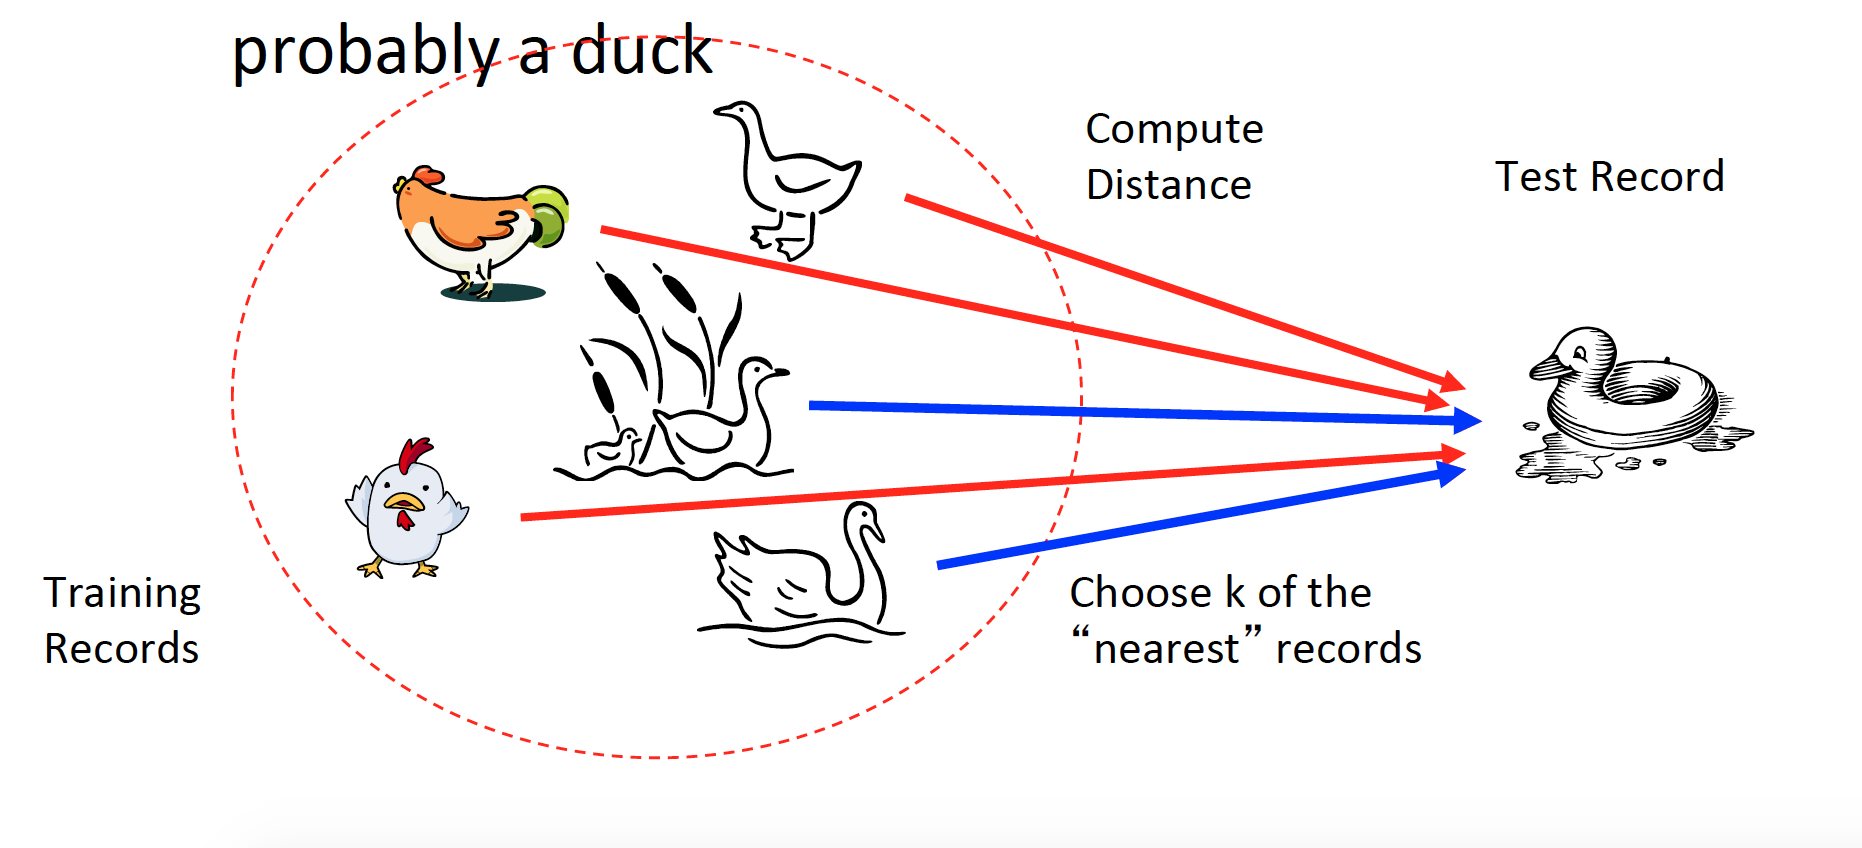 probably a duck
Compute
Distance
Test Record
Training
Records
Choose k of the
“nearest” records